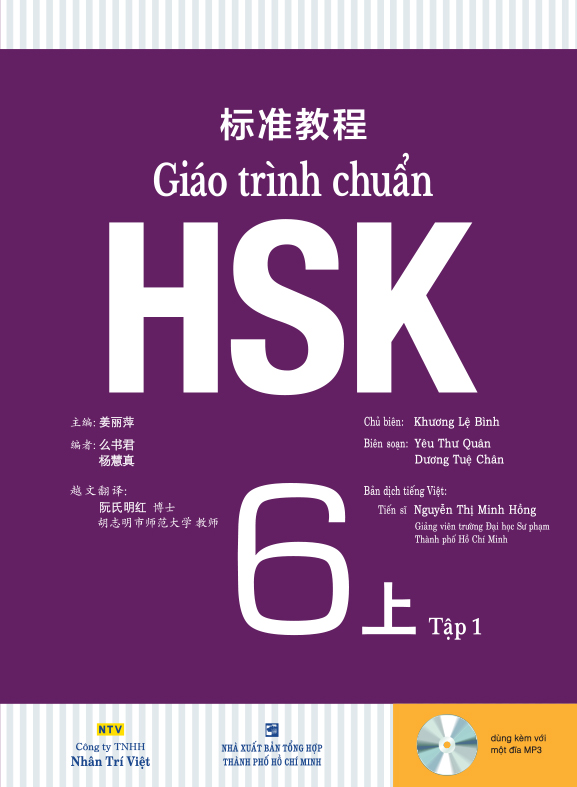 标准教程
Giáo trình chuẩn
HSK
主编: 姜丽萍
编者: 么书君
杨慧真
越文翻译:
阮氏明红 博士
胡志明市师范大学 教师
Chủ biên: Khương Lệ Bình
Biên soạn: Yêu Thư Quân
Dương Tuệ Chân
Bản dịch tiếng Việt:
Tiến sĩ Nguyễn Thị Minh Hồng
Giảng viên trường Đại học Sư phạm
Thành phố Hồ Chí Minh
6上 Tập 1
NTV
Công ty TNHH
Nhân Trí Việt
NHÀ XUẤT BẢN TỔNG HỢP
THÀNH PHỐ HỒ CHÍ MINH
dùng kèm với
một đĩa MP3